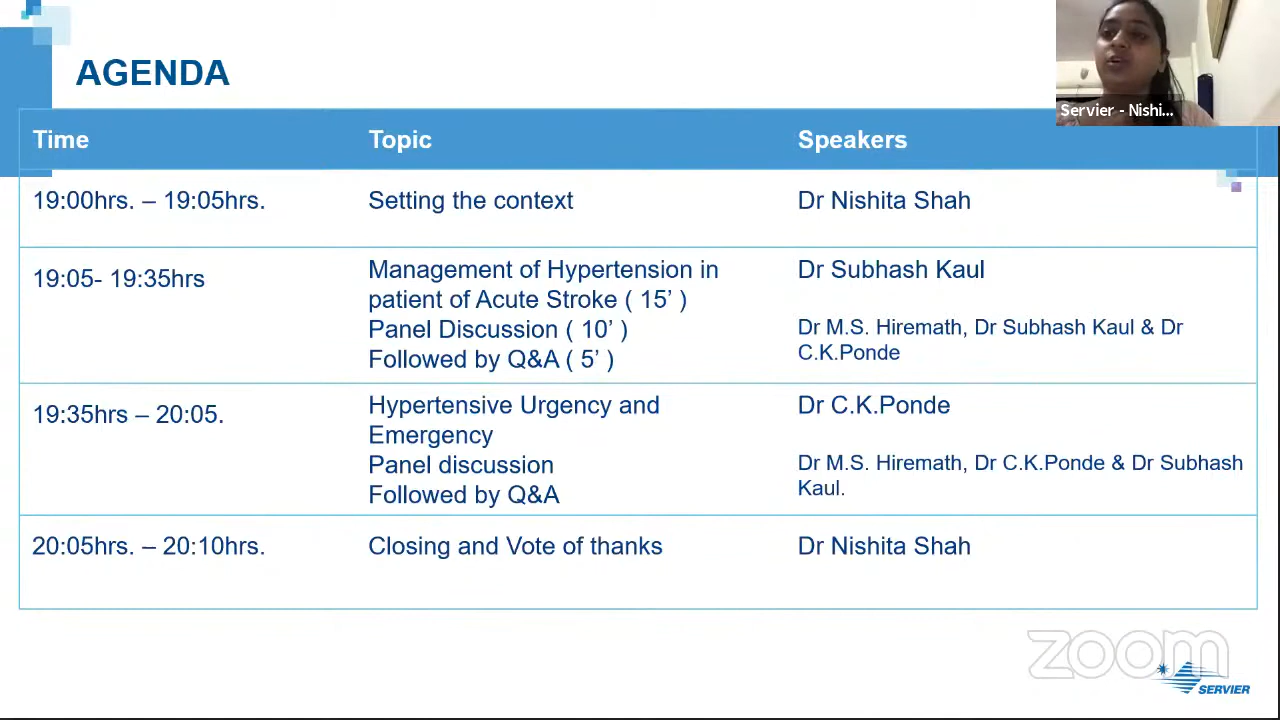 AGENDA
Servier - Nishi...
Time Topic Speakers
19:00hrs. – 19:05hrs. Setting the context Dr Nishita Shah
19:05- 19:35hrs
Management of Hypertension in
patient of Acute Stroke ( 15’ )
Panel Discussion ( 10’ )
Followed by Q&A ( 5’ )
Dr Subhash Kaul
Dr M.S. Hiremath, Dr Subhash Kaul & Dr
C.K.Ponde
19:35hrs – 20:05.
Hypertensive Urgency and
Emergency
Panel discussion
Followed by Q&A
Dr C.K.Ponde
Dr M.S. Hiremath, Dr C.K.Ponde & Dr Subhash
Kaul.
20:05hrs. – 20:10hrs. Closing and Vote of thanks Dr Nishita Shah
zoom
SERVIER